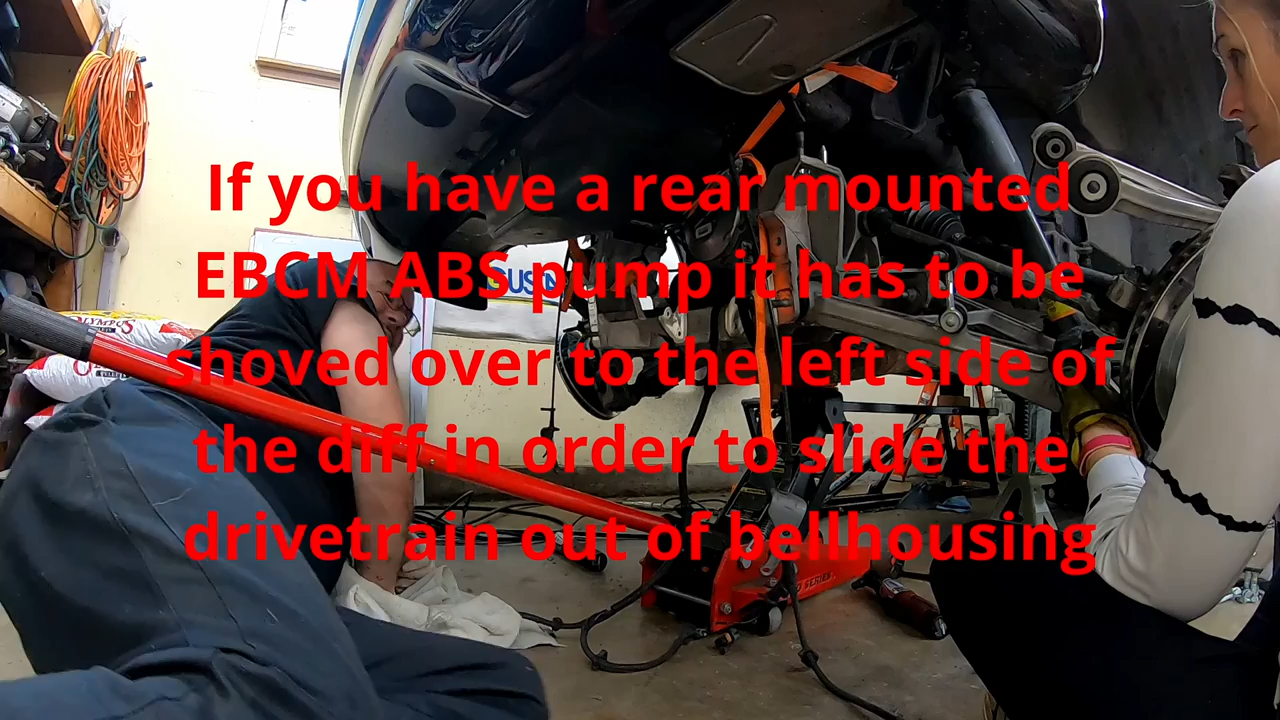 If you have a rear mounted
EBCM ABS pump it has to be
shoved over to the left side of
the diff in order to slide the
drivetrain out of bellhousing